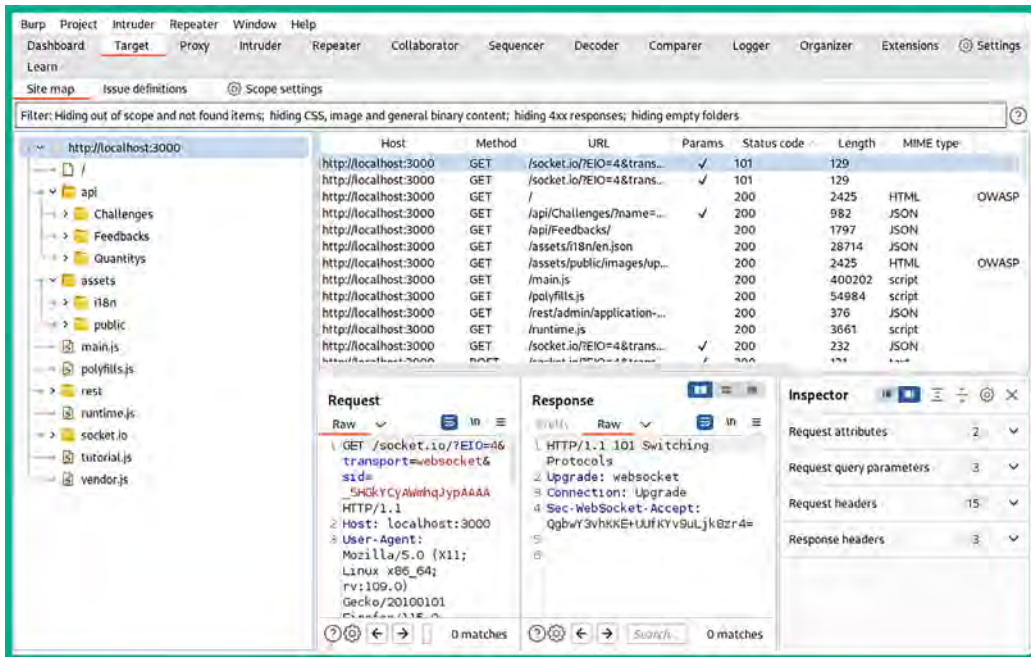 Burp Project Intruder Repeater Window Help
Dashboard Target Proxy Intruder Repeater Collaborator Sequencer Decoder Comparer Logger Organizer Extensions Settings
Learn
Site map Issue definitions Scope settings
Filter: Hiding out of scope and not found items; hiding CSS, image and general binary content; hiding 4xx responses; hiding empty folders
http://localhost:3000
/
api
Challenges
Feedbacks
Quantitys
assets
i18n
public
main.js
polyfills.js
rest
runtime.js
socket.io
tutorial.js
vendor.js
Host Method URL Params Status code Length MIME type
http://localhost:3000 GET /socket.io/?EIO=4&trans... ✓ 101 129
http://localhost:3000 GET /socket.io/?EIO=4&trans... ✓ 101 129
http://localhost:3000 GET / 200 2425 HTML OWASP
http://localhost:3000 GET /api/Challenges/?name=... ✓ 200 982 JSON
http://localhost:3000 GET /api/Feedbacks/ 200 1797 JSON
http://localhost:3000 GET /assets/i18n/en.json 200 28714 JSON
http://localhost:3000 GET /assets/public/images/up... 200 2425 HTML OWASP
http://localhost:3000 GET /main.js 200 400202 script
http://localhost:3000 GET /polyfills.js 200 54984 script
http://localhost:3000 GET /rest/admin/application-... 200 376 JSON
http://localhost:3000 GET /runtime.js 200 3661 script
http://localhost:3000 GET /socket.io/?EIO=4&trans... ✓ 200 232 JSON
Request
Raw \n
1 GET /socket.io/?EIO=4&
transport=websocket&
sid=
HTTP/1.1
2 Host: localhost:3000
3 User-Agent:
Mozilla/5.0 (X11;
Linux x86_64;
rv:109.0)
Gecko/20100101
0 matches
Response
Raw \n
1 HTTP/1.1 101 Switching
Protocols
2 Upgrade: websocket
3 Connection: Upgrade
4 Sec-WebSocket-Accept:
5
6
Search... 0 matches
Inspector
Request attributes 2
Request query parameters 3
Request headers 15
Response headers 3